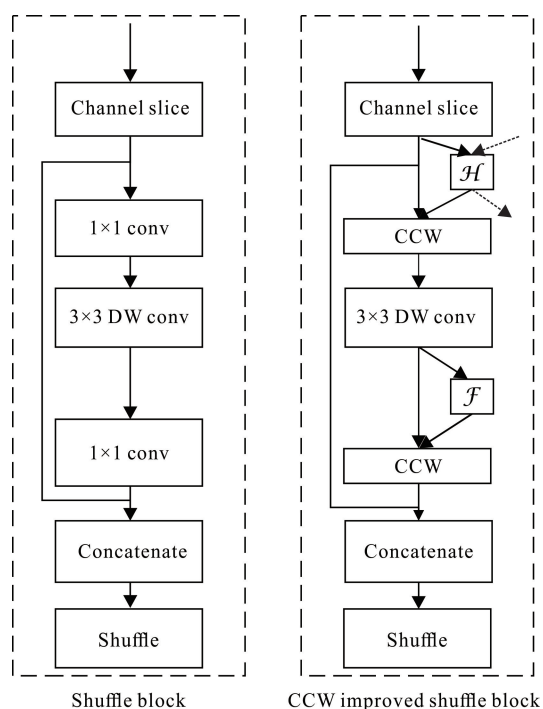 Channel slice
1×1 conv
3×3 DW conv
1×1 conv
Concatenate
Shuffle
Shuffle block
Channel slice
ℋ
CCW
3×3 DW conv
ℱ
CCW
Concatenate
Shuffle
CCW improved shuffle block